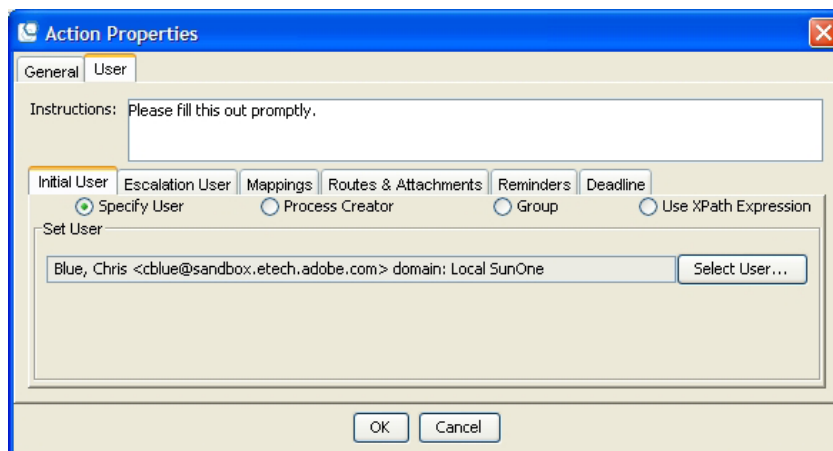 Action Properties
General User
Instructions: Please fill this out promptly.
Initial User Escalation User Mappings Routes & Attachments Reminders Deadline
Specify User Process Creator Group Use XPath Expression
Set User
Blue, Chris <cblue@sandbox.etech.adobe.com> domain: Local SunOne Select User...
OK Cancel